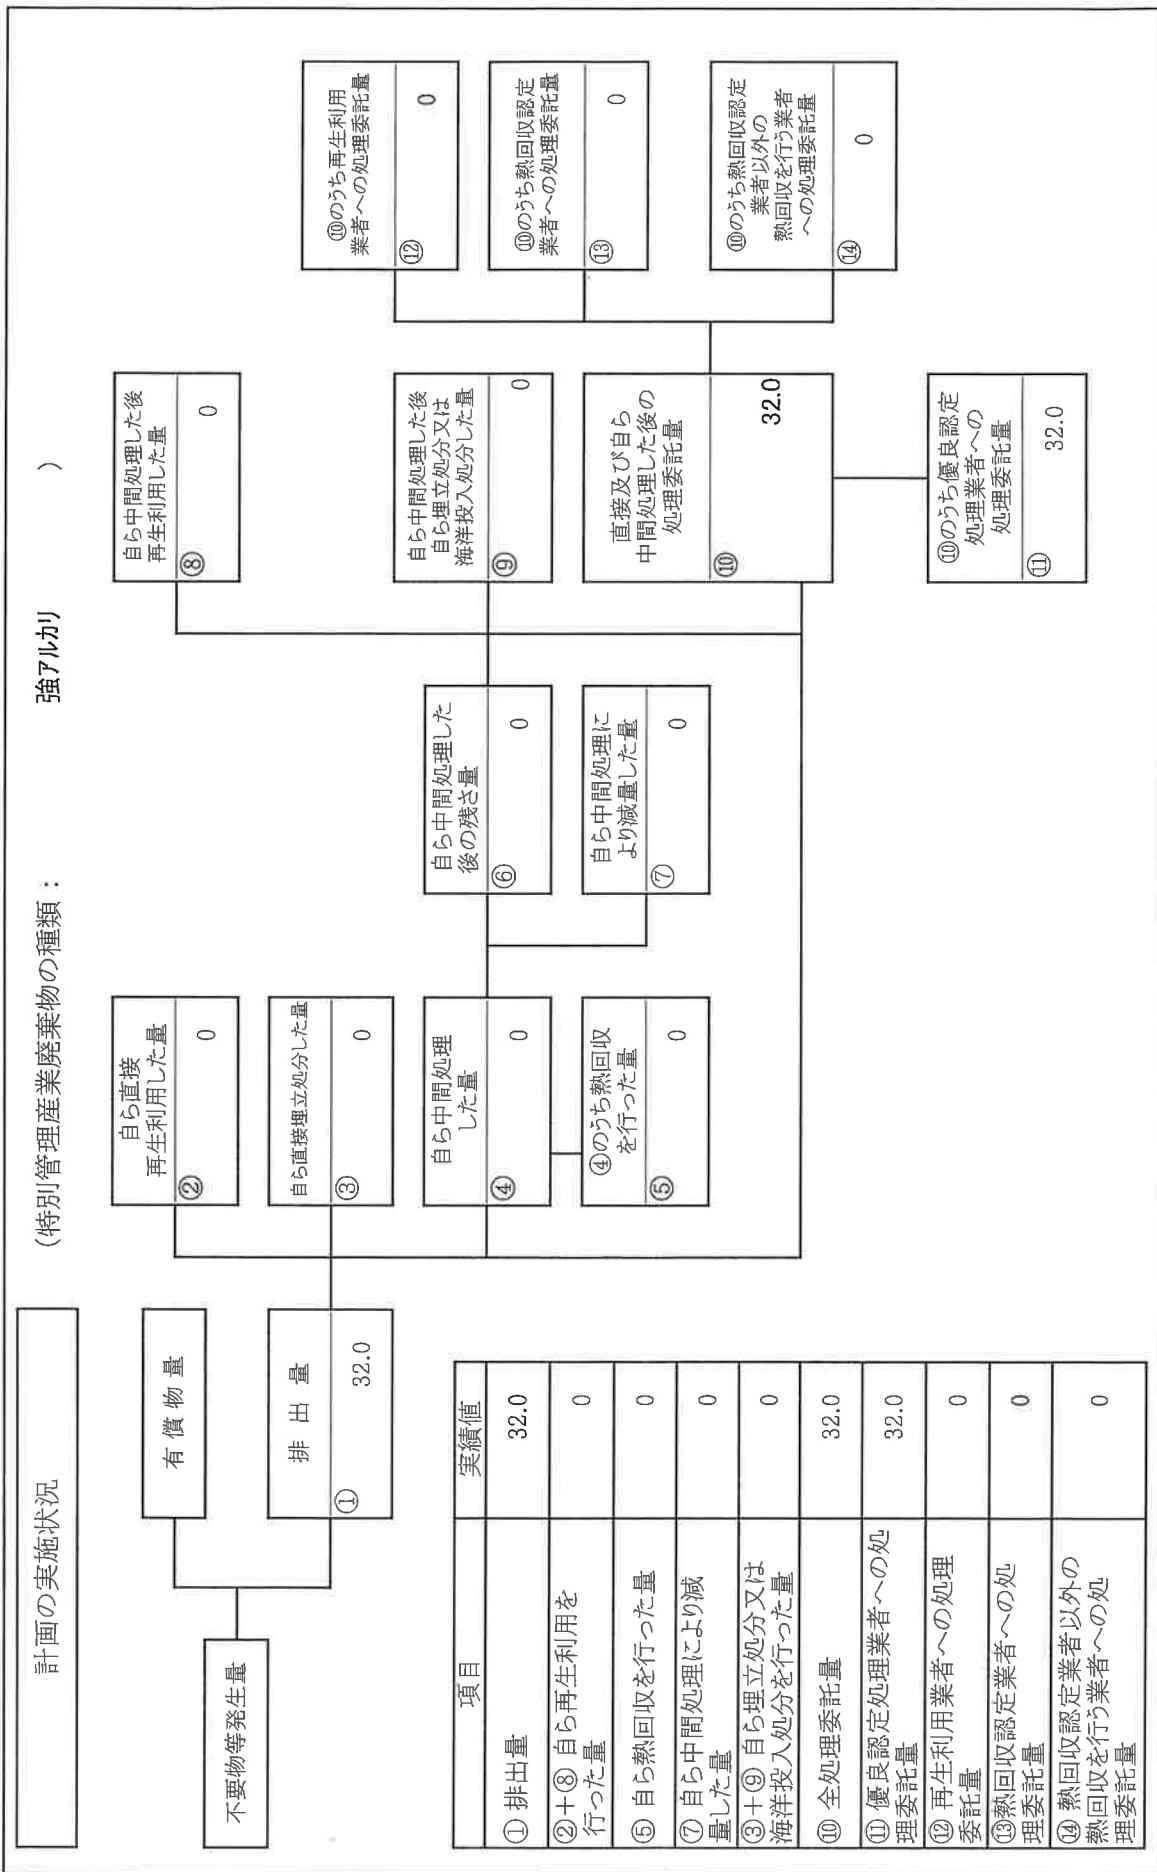 計画の実施状況
(特別管理産業廃棄物の種類：
強アルカリ
)
不要物等発生量
有償物量
排出量
①
32.0
自ら直接
再生利用した量
②
0
自ら直接埋立処分した量
③
0
自ら中間処理
した量
④
0
④のうち熱回収
を行った量
⑤
0
自ら中間処理した
後の残さ量
⑥
0
自ら中間処理に
より減量した量
⑦
0
自ら中間処理した後
再生利用した量
⑧
0
自ら中間処理した後
自ら埋立処分又は
海洋投入処分した量
⑨
0
直接及び自ら
中間処理した後の
処理委託量
⑩
32.0
⑩のうち優良認定
処理業者への
処理委託量
⑪
32.0
⑩のうち再生利用
業者への処理委託量
⑫
0
⑩のうち熱回収認定
業者への処理委託量
⑬
0
⑩のうち熱回収認定
業者以外の
熱回収を行う業者
への処理委託量
⑭
0
項目
実績値
① 排出量
32.0
②+⑧ 自ら再生利用を
行った量
0
⑤ 自ら熱回収を行った量
0
⑦ 自ら中間処理により減
量した量
0
③+⑨ 自ら埋立処分又は
海洋投入処分を行った量
0
⑩ 全処理委託量
32.0
⑪ 優良認定処理業者への処
理委託量
32.0
⑫ 再生利用業者への処理
委託量
0
⑬熱回収認定業者への処
理委託量
0
⑭ 熱回収認定業者以外の
熱回収を行う業者への処
理委託量
0